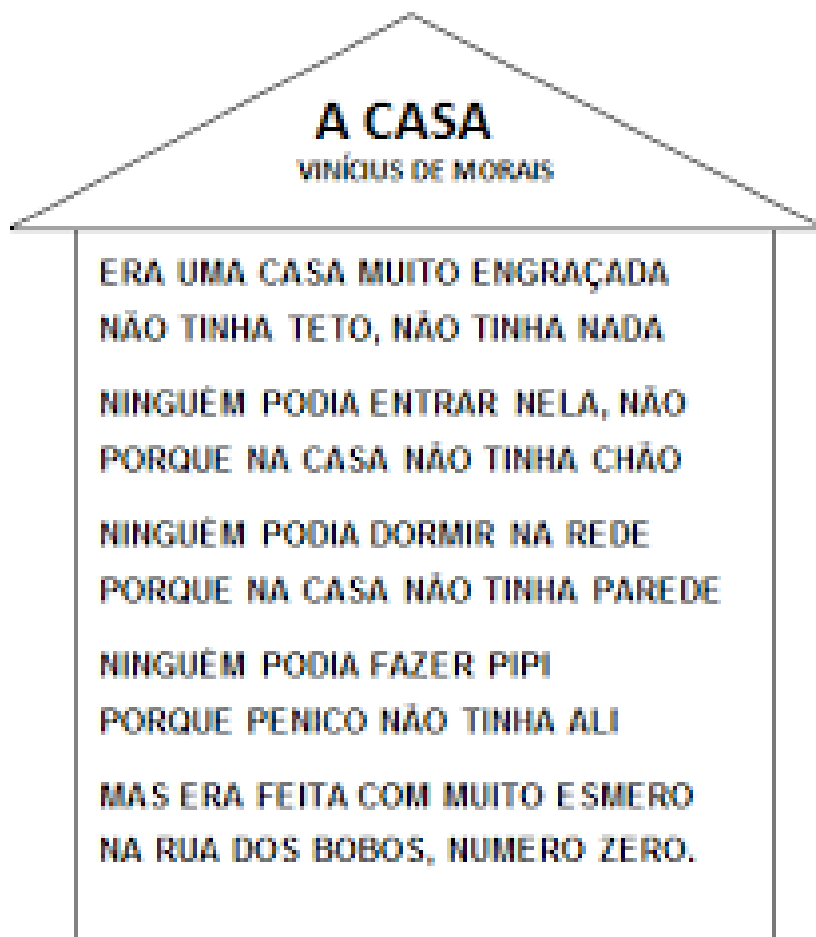 A CASA
VINÍCIUS DE MORAIS
ERA UMA CASA MUITO ENGRAÇADA
NÃO TINHA TETO, NÃO TINHA NADA
NINGUÉM PODIA ENTRAR NELA, NÃO
PORQUE NA CASA NÃO TINHA CHÃO
NINGUÉM PODIA DORMIR NA REDE
PORQUE NA CASA NÃO TINHA PAREDE
NINGUÉM PODIA FAZER PIPI
PORQUE PENICO NÃO TINHA ALI
MAS ERA FEITA COM MUITO ESMERO
NA RUA DOS BOBOS, NUMERO ZERO.